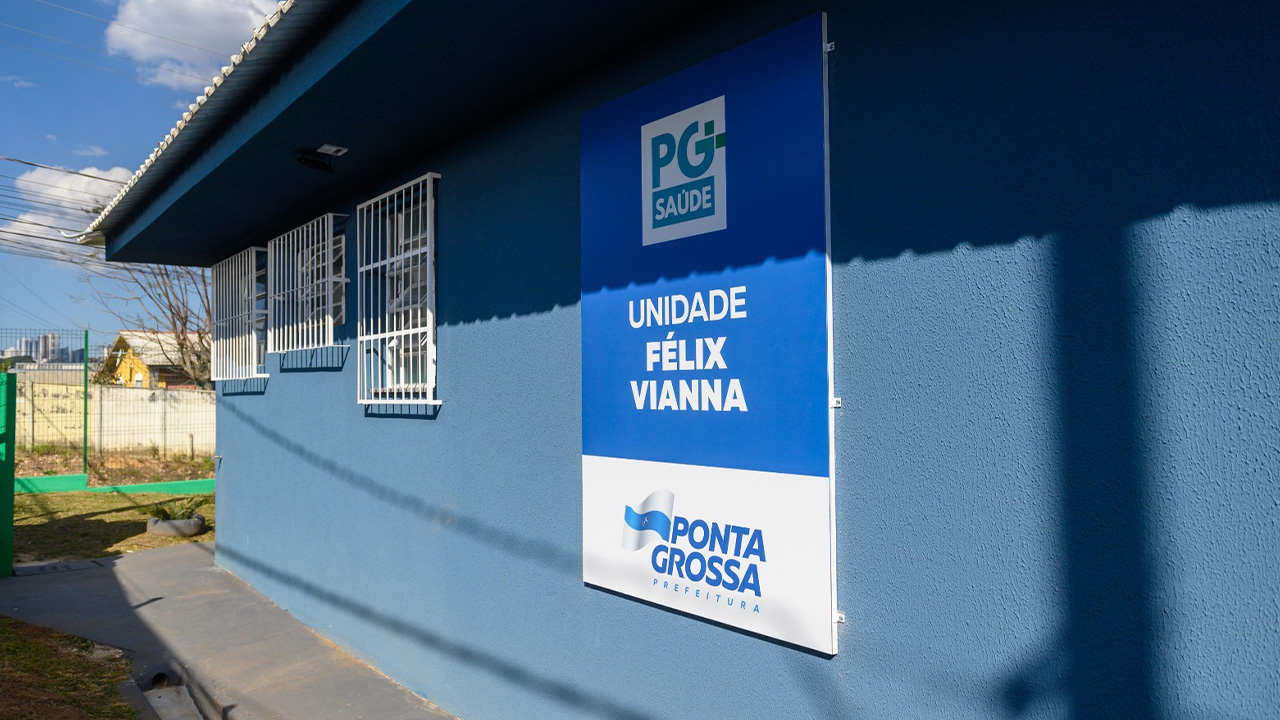 PG
SAÚDE
UNIDADE
FÉLIX
VIANNA
PONTA
GROSSA
PREFEITURA